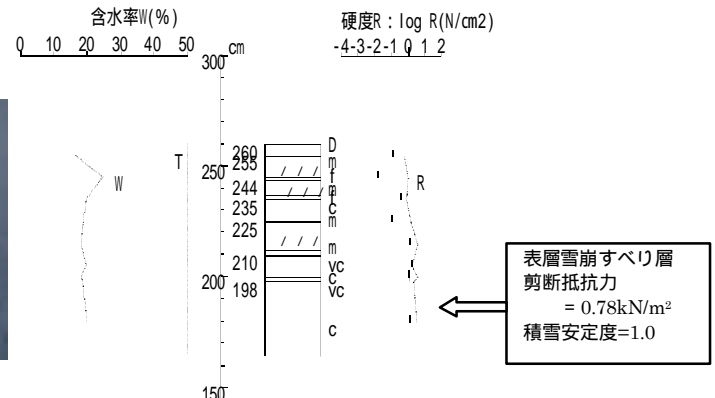 含水率W(%)
0 10 20 30 40 50
硬度R : log R(N/cm2)
-4-3-2-1 0 1 2
cm
300
250
200
150
260
255
244
235
225
210
198
T
W
R
D
m
f
c
m
m
vc
c
vc
c
表層雪崩すべり層
剪断抵抗力
= 0.78kN/m²
積雪安定度=1.0